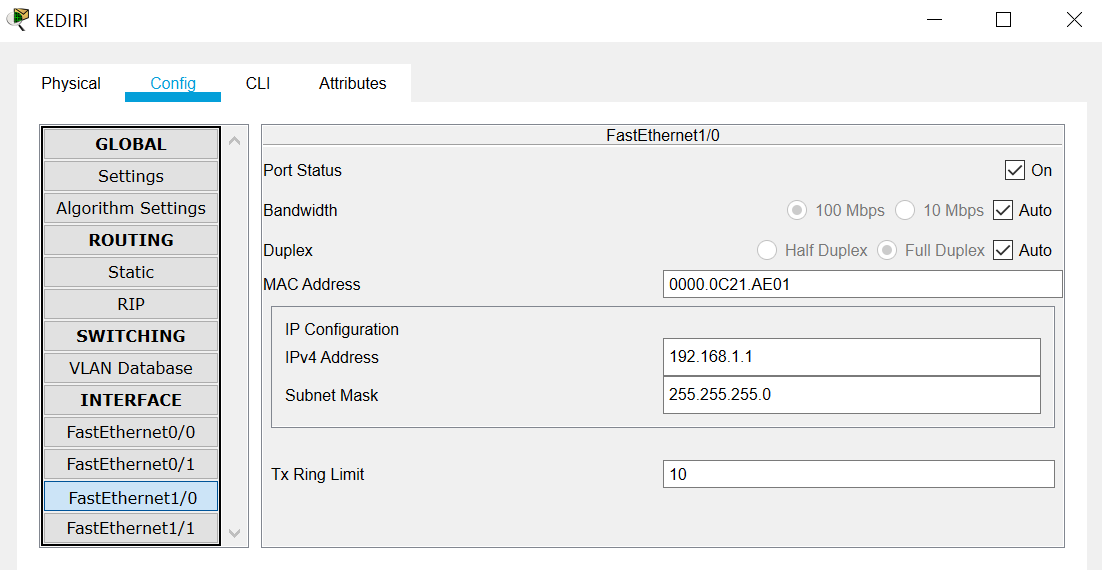 KEDIRI
Physical Config CLI Attributes
GLOBAL
Settings
Algorithm Settings
ROUTING
Static
RIP
SWITCHING
VLAN Database
INTERFACE
FastEthernet0/0
FastEthernet0/1
FastEthernet1/0
FastEthernet1/1
FastEthernet1/0
Port Status On
Bandwidth 100 Mbps 10 Mbps Auto
Duplex Half Duplex Full Duplex Auto
MAC Address 0000.0C21.AE01
IP Configuration
IPv4 Address 192.168.1.1
Subnet Mask 255.255.255.0
Tx Ring Limit 10